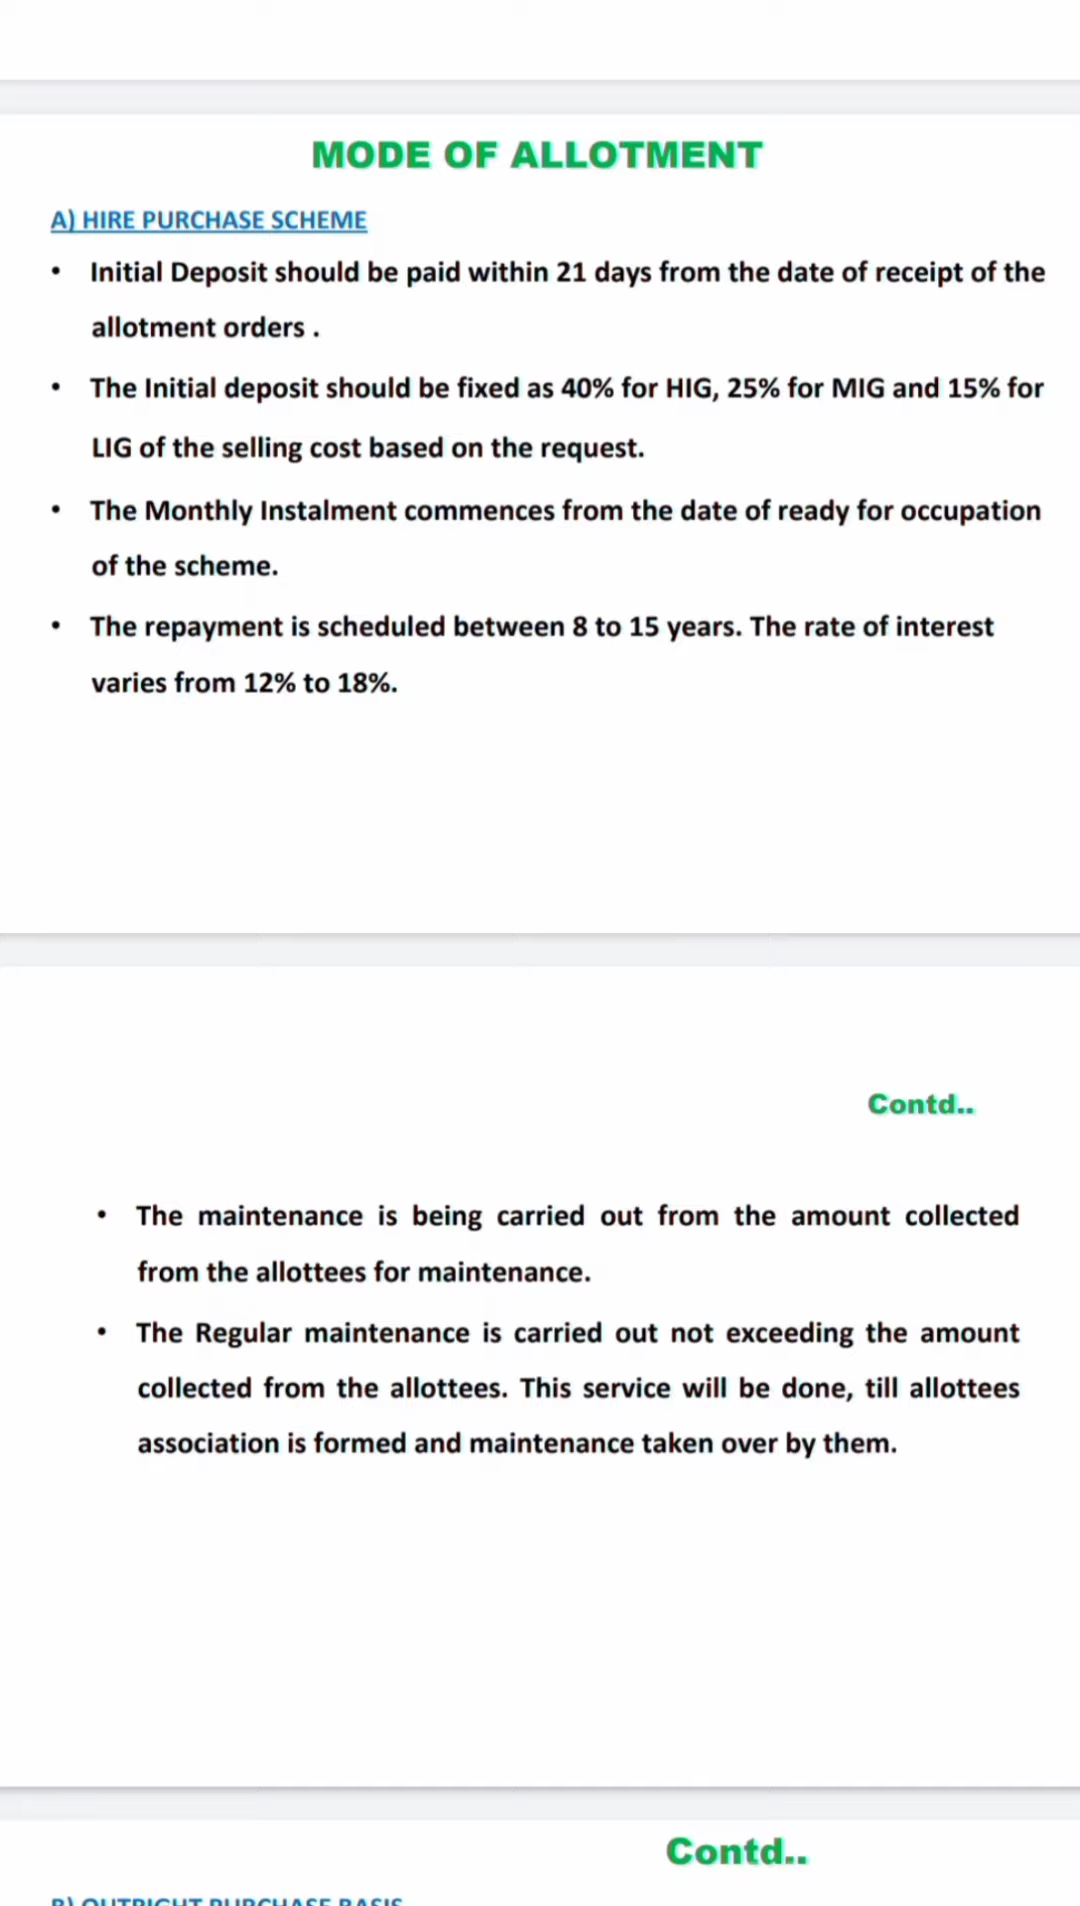 MODE OF ALLOTMENT
A) HIRE PURCHASE SCHEME
• Initial Deposit should be paid within 21 days from the date of receipt of the
allotment orders .
• The Initial deposit should be fixed as 40% for HIG, 25% for MIG and 15% for
LIG of the selling cost based on the request.
• The Monthly Instalment commences from the date of ready for occupation
of the scheme.
• The repayment is scheduled between 8 to 15 years. The rate of interest
varies from 12% to 18%.
Contd..
• The maintenance is being carried out from the amount collected
from the allottees for maintenance.
• The Regular maintenance is carried out not exceeding the amount
collected from the allottees. This service will be done, till allottees
association is formed and maintenance taken over by them.
Contd..
B) OUTRIGHT PURCHASE BASIS